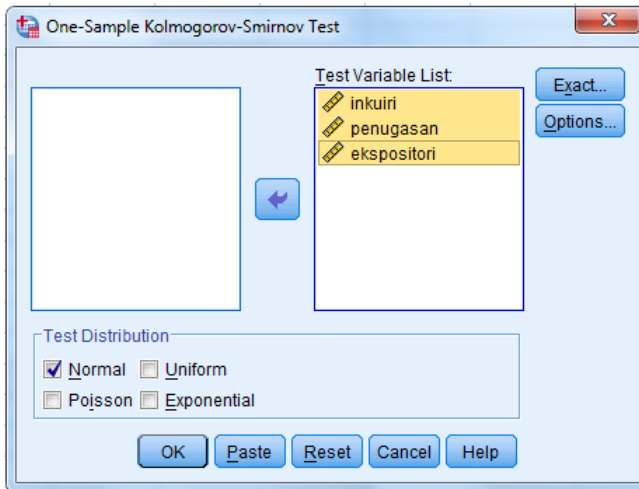 One-Sample Kolmogorov-Smirnov Test
Test Variable List:
inkuiri
penugasan
ekspositori
Exact...
Options...
Test Distribution
Normal Uniform
Poisson Exponential
OK Paste Reset Cancel Help